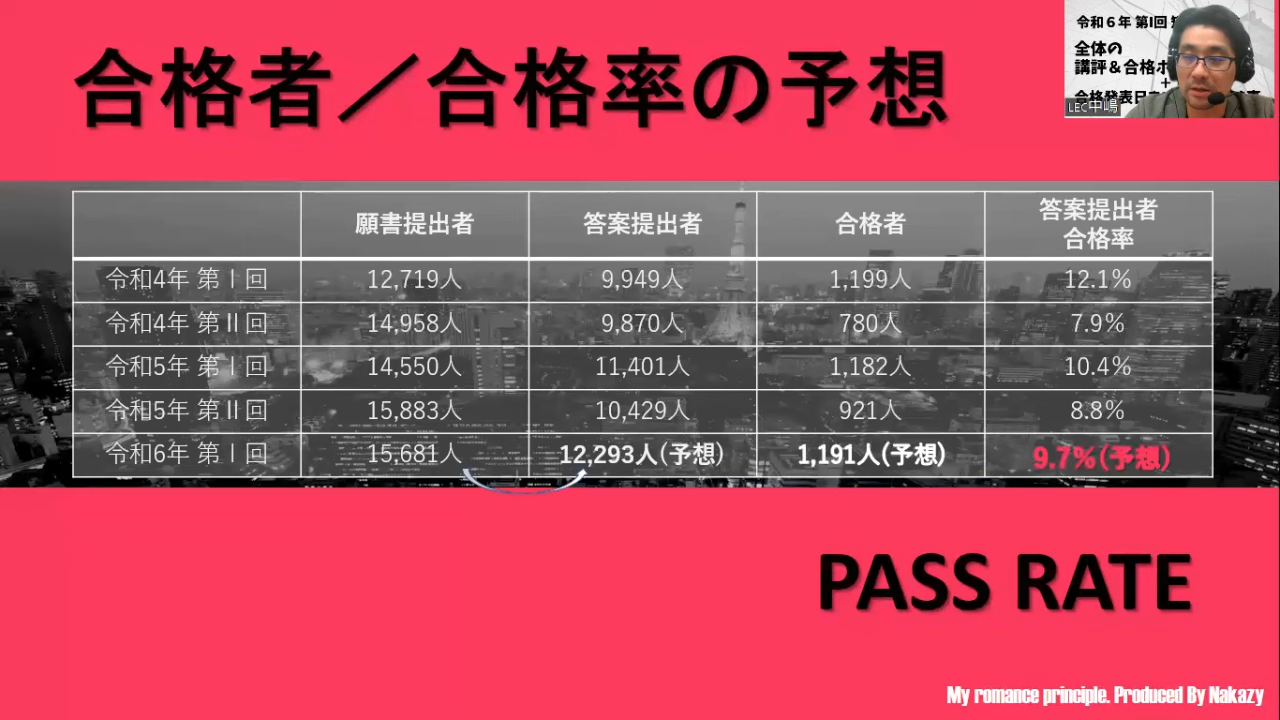 合格者／合格率の予想
令和６年 第Ⅰ回
全体の
講評＆合格ボ
+
合格発表日
LEC中嶋
願書提出者 答案提出者 合格者 答案提出者
合格率
令和4年 第Ⅰ回 12,719人 9,949人 1,199人 12.1%
令和4年 第Ⅱ回 14,958人 9,870人 780人 7.9%
令和5年 第Ⅰ回 14,550人 11,401人 1,182人 10.4%
令和5年 第Ⅱ回 15,883人 10,429人 921人 8.8%
令和6年 第Ⅰ回 15,681人 12,293人(予想) 1,191人(予想) 9.7%(予想)
PASS RATE
My romance principle. Produced By Nakazy